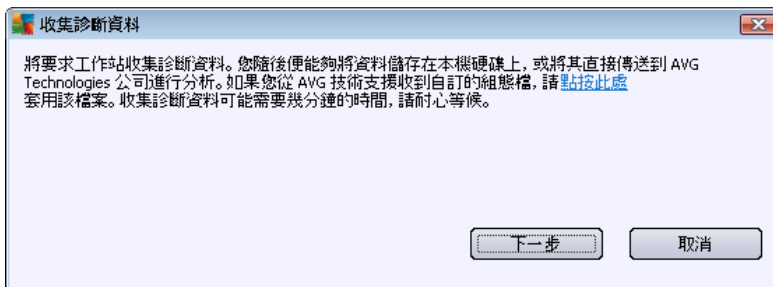 收集診斷資料
將要求工作站收集診斷資料。您隨後便能夠將資料儲存在本機硬碟上，或將其直接傳送到 AVG
Technologies 公司進行分析。如果您從 AVG 技術支援收到自訂的組態檔，請點按此處
套用該檔案。收集診斷資料可能需要幾分鐘的時間，請耐心等候。
下一步
取消